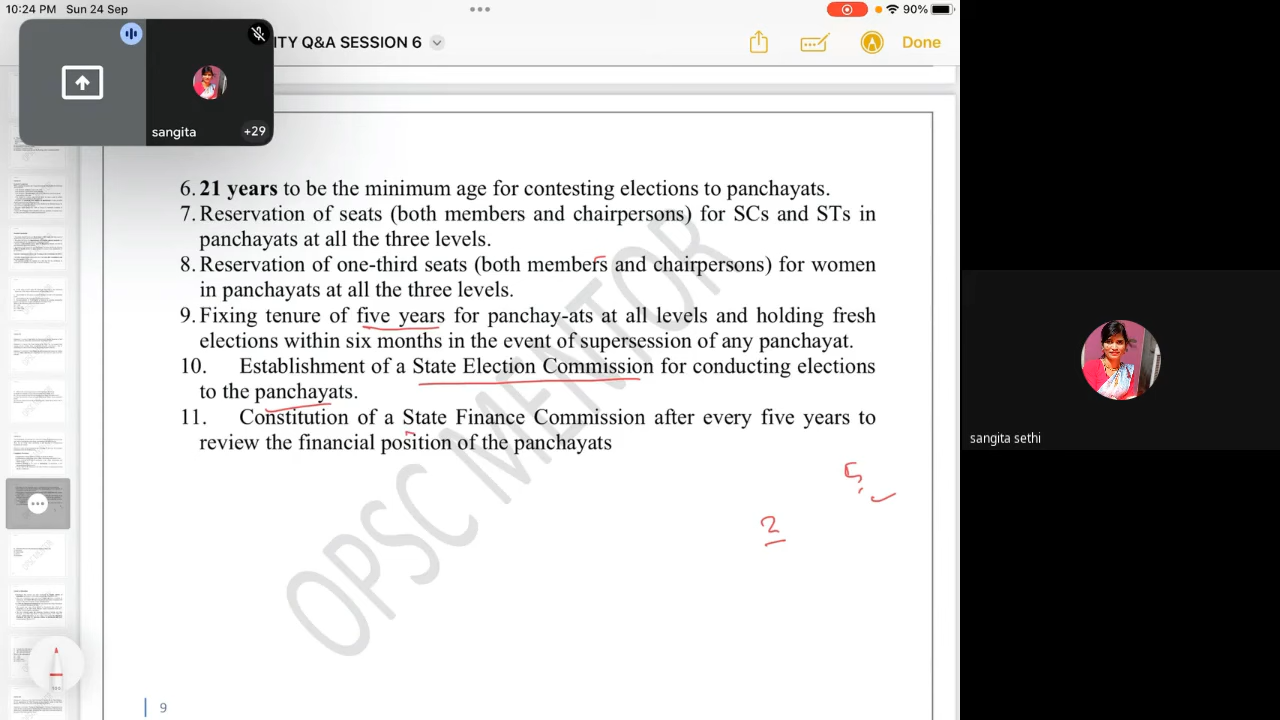 10:24 PM Sun 24 Sep
90%
ITY Q&A SESSION 6
Done
sangita
+29
6. 21 years to be the minimum age for contesting elections to panchayats.
7. Reservation of seats (both members and chairpersons) for SCs and STs in
panchayats at all the three levels.
8. Reservation of one-third seats (both members and chairpersons) for women
in panchayats at all the three levels.
9. Fixing tenure of five years for panchay-ats at all levels and holding fresh
elections within six months in the event of supersession of any panchayat.
10. Establishment of a State Election Commission for conducting elections
to the panchayats.
11. Constitution of a State Finance Commission after every five years to
review the financial position of the panchayats
5
2
OPSC MENTOR
9
sangita sethi